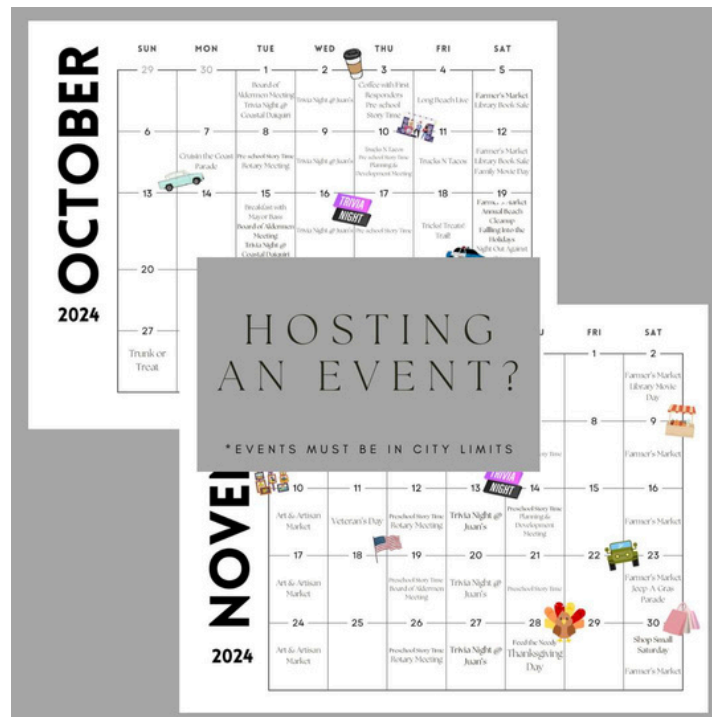 OCTOBER
2024
SUN MON TUE WED THU FRI SAT
29 30 1 2 3 4 5
Board of
Aldermen Meeting
Trivia Night @
Coastal Daiquiri
Trivia Night @ Juan's
Coffee with First
Responders
Pre-school
Story Time
Long Beach Live
Farmer's Market
Library Book Sale
6 7 8 9 10 11 12
Cruisin the Coast
Parade
Pre-school Story Time
Rotary Meeting
Trivia Night @ Juan's
Trucks N Tacos
Pre-school Story Time
Planning &
Development Meeting
Trucks N Tacos
Farmer's Market
Library Book Sale
Family Movie Day
13 14 15 16 17 18 19
Breakfast with
Mayor Bass
Board of Aldermen
Meeting
Trivia Night @
Coastal Daiquiri
Trivia Night @ Juan's
TRIVIA
NIGHT
Pre-school Story Time
Tricks! Treats!
Trail!
Market
Annual Beach
Cleanup
Falling into the
Holidays
Night Out Against
20
27
Trunk or
Treat
HOSTING
AN EVENT?
*EVENTS MUST BE IN CITY LIMITS
NOVE
2024
FRI SAT
1 2
Farmer's Market
Library Movie
Day
8 9
Time
Farmer's Market
10 11 12 13 14 15 16
TRIVIA
NIGHT
Art & Artisan
Market
Veteran's Day
Preschool Story Time
Rotary Meeting
Trivia Night @
Juan's
Preschool Story Time
Planning &
Development
Meeting
Farmer's Market
17 18 19 20 21 22 23
Art & Artisan
Market
Preschool Story Time
Board of Aldermen
Meeting
Trivia Night @
Juan's
Preschool Story Time
Farmer's Market
Jeep-A-Gras
Parade
24 25 26 27 28 29 30
Art & Artisan
Market
Preschool Story Time
Rotary Meeting
Trivia Night @
Juan's
Feed the Needy
Thanksgiving
Day
Shop Small
Saturday
Farmer's Market